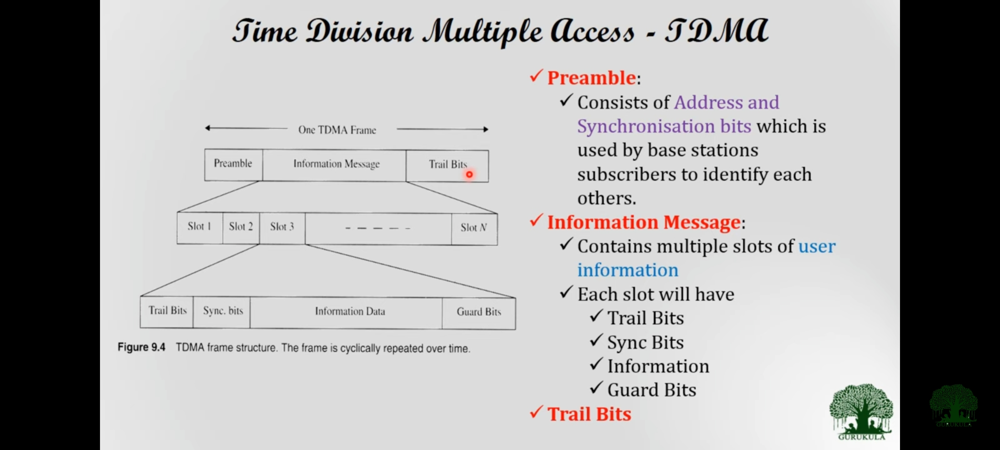 Time Division Multiple Access - TDMA
One TDMA Frame
Preamble
Information Message
Trail Bits
Slot 1
Slot 2
Slot 3
Slot N
Trail Bits
Sync. bits
Information Data
Guard Bits
Figure 9.4 TDMA frame structure. The frame is cyclically repeated over time.
✓ Preamble:
✓ Consists of Address and
Synchronisation bits which is
used by base stations
subscribers to identify each
others.
✓ Information Message:
✓ Contains multiple slots of user
information
✓ Each slot will have
✓ Trail Bits
✓ Sync Bits
✓ Information
✓ Guard Bits
✓ Trail Bits
GURUKULA
GURUKULA